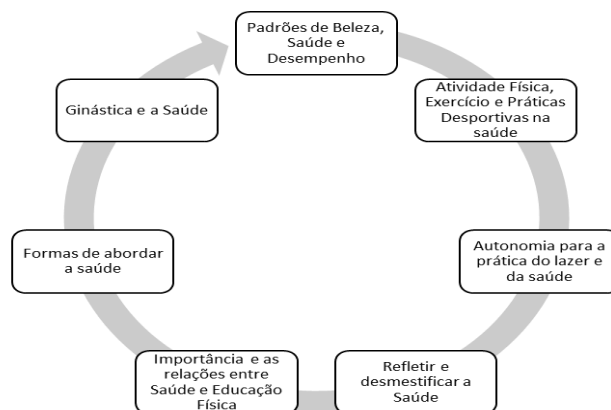 Padrões de Beleza,
Saúde e
Desempenho
Atividade Física,
Exercício e Práticas
Desportivas na
saúde
Autonomia para a
prática do lazer e
da saúde
Refletir e
desmestificar a
Saúde
Importância e as
relações entre
Saúde e Educação
Física
Formas de abordar
a saúde
Ginástica e a Saúde